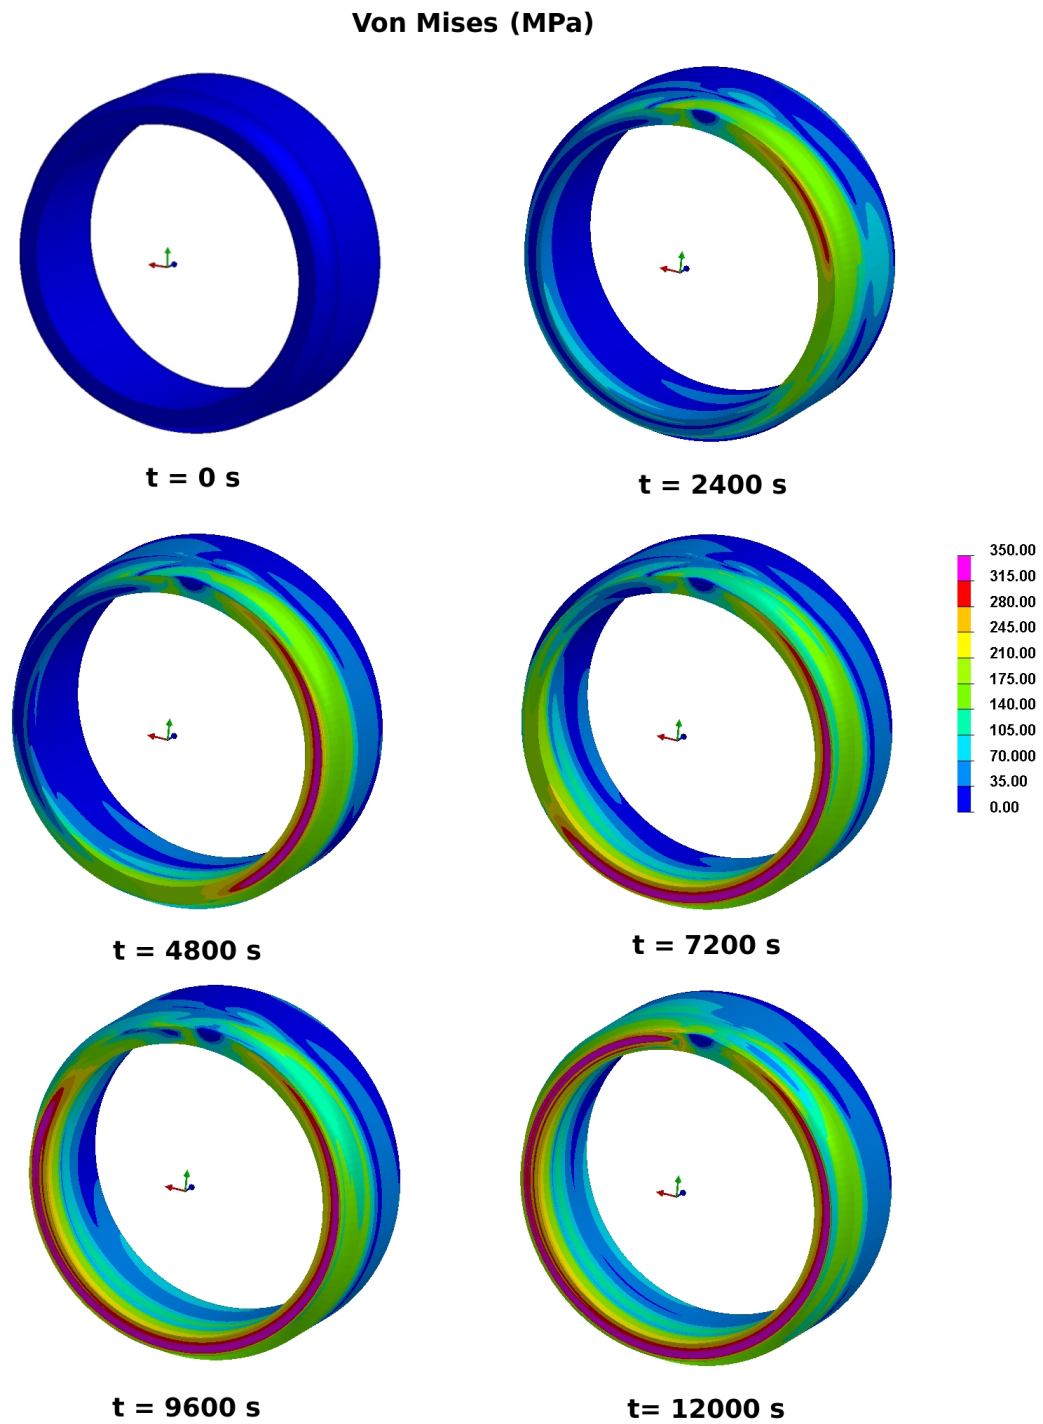 Von Mises (MPa)
t = 0 s
t = 2400 s
350.00
315.00
280.00
245.00
210.00
175.00
140.00
105.00
70.000
35.00
0.00
t = 4800 s
t = 7200 s
t = 9600 s
t= 12000 s